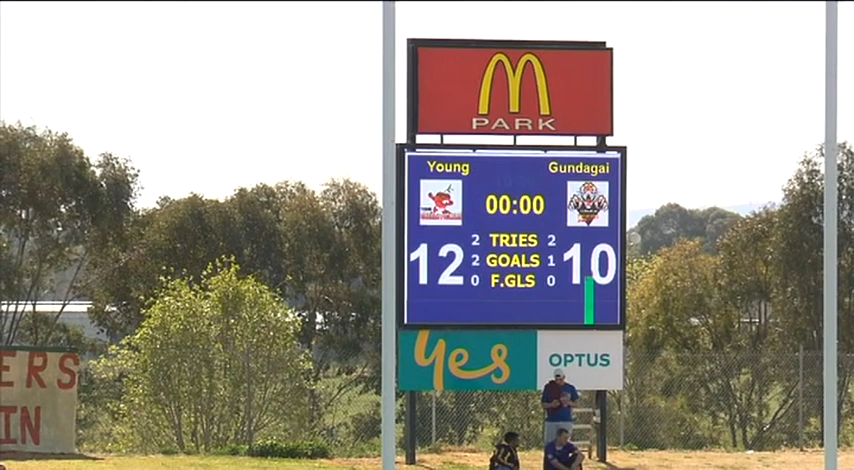 M
PARK
Young Gundagai
00:00
2 TRIES 2
12 2 GOALS 1 10
0 F.GLS 0
yes OPTUS
ERS
IN